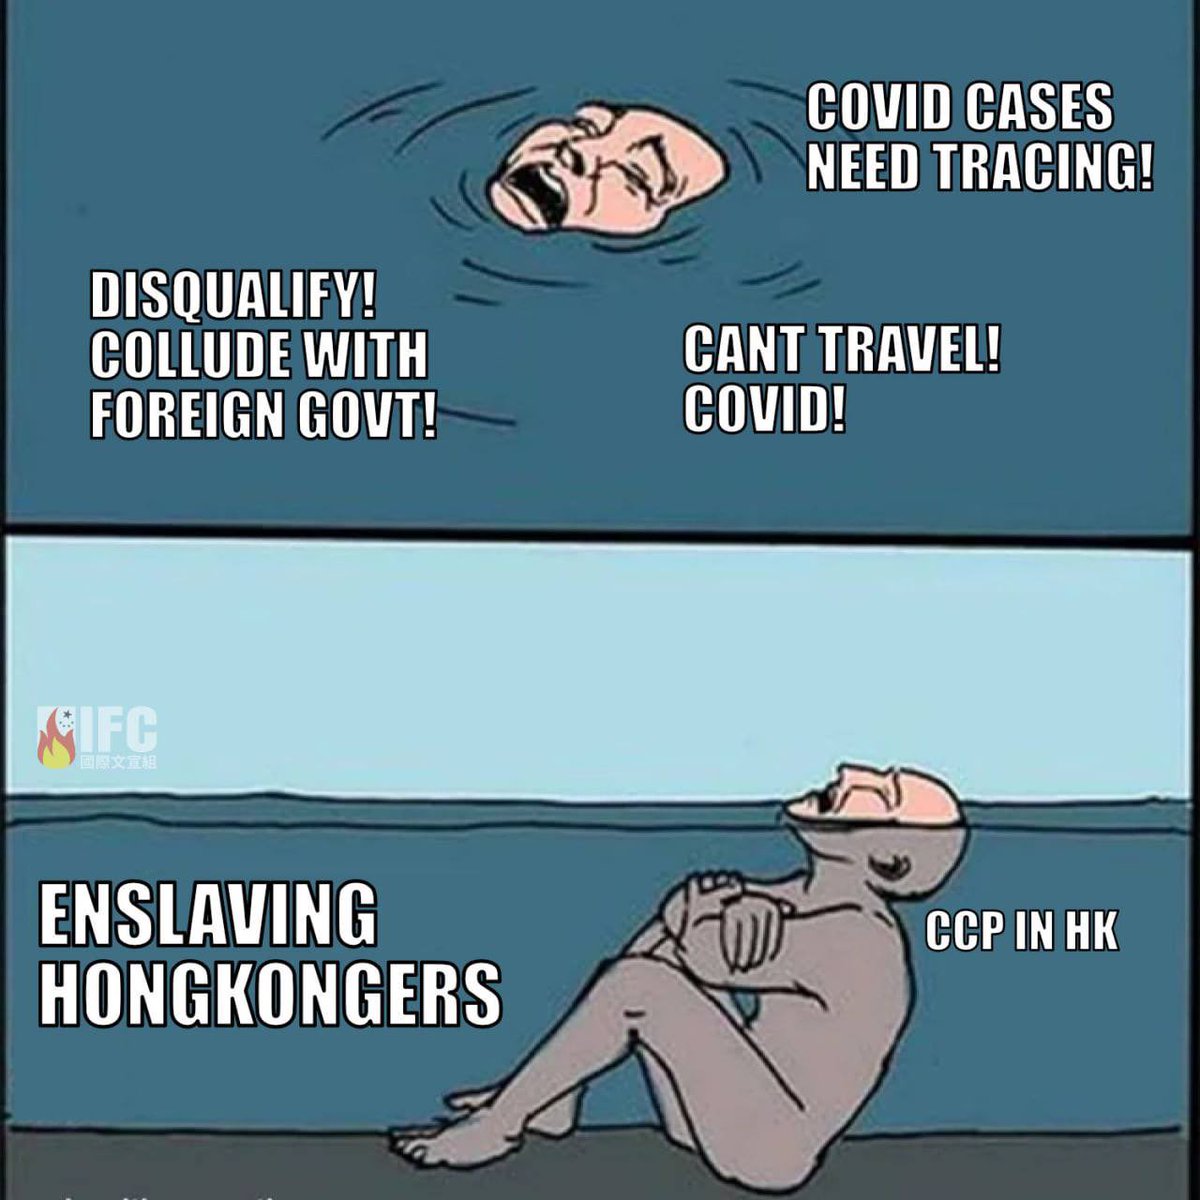 COVID CASES
NEED TRACING!
DISQUALIFY!
COLLUDE WITH
FOREIGN GOVT!
CANT TRAVEL!
COVID!
IFC
國際文宣組
ENSLAVING
HONGKONGERS
CCP IN HK